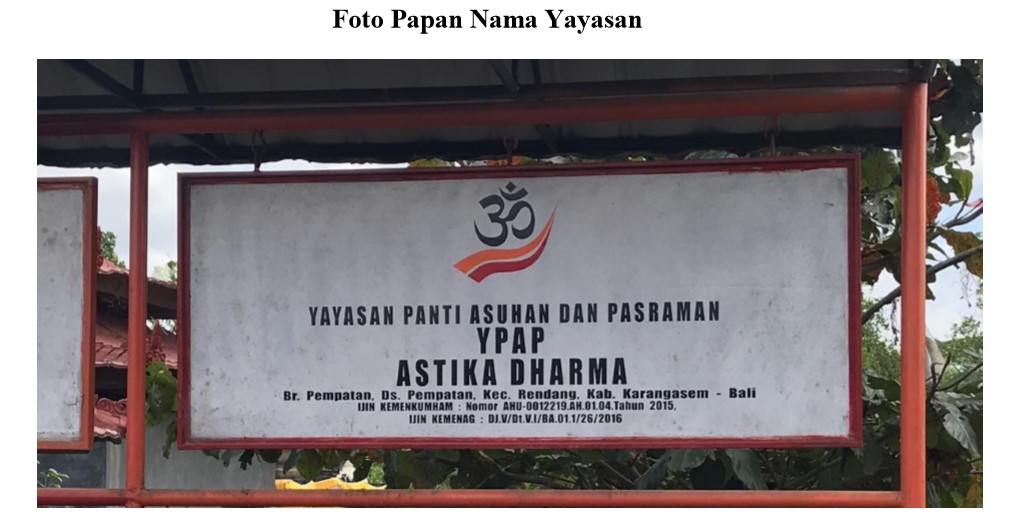 Foto Papan Nama Yayasan
ॐ
YAYASAN PANTI ASUHAN DAN PASRAMAN
YPAP
ASTIKA DHARMA
Br. Pempatan, Ds. Pempatan, Kec. Rendang, Kab. Karangasem - Bali
IJIN KEMENKUMHAM : Nomor AHU-0012219.AH.01.04.Tahun 2015,
IJIN KEMENAG : DJ.V/Dt.V.I/BA.01.1/26/2016